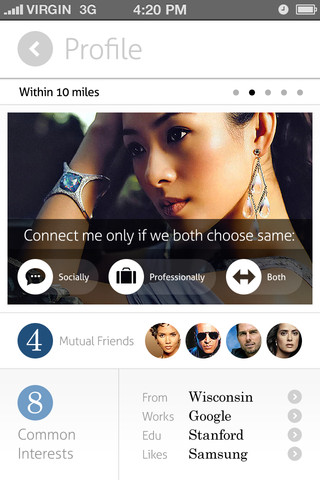 VIRGIN 3G 4:20 PM
Profile
Within 10 miles
Connect me only if we both choose same:
Socially Professionally Both
4 Mutual Friends
8
Common
Interests
From Wisconsin
Works Google
Edu Stanford
Likes Samsung